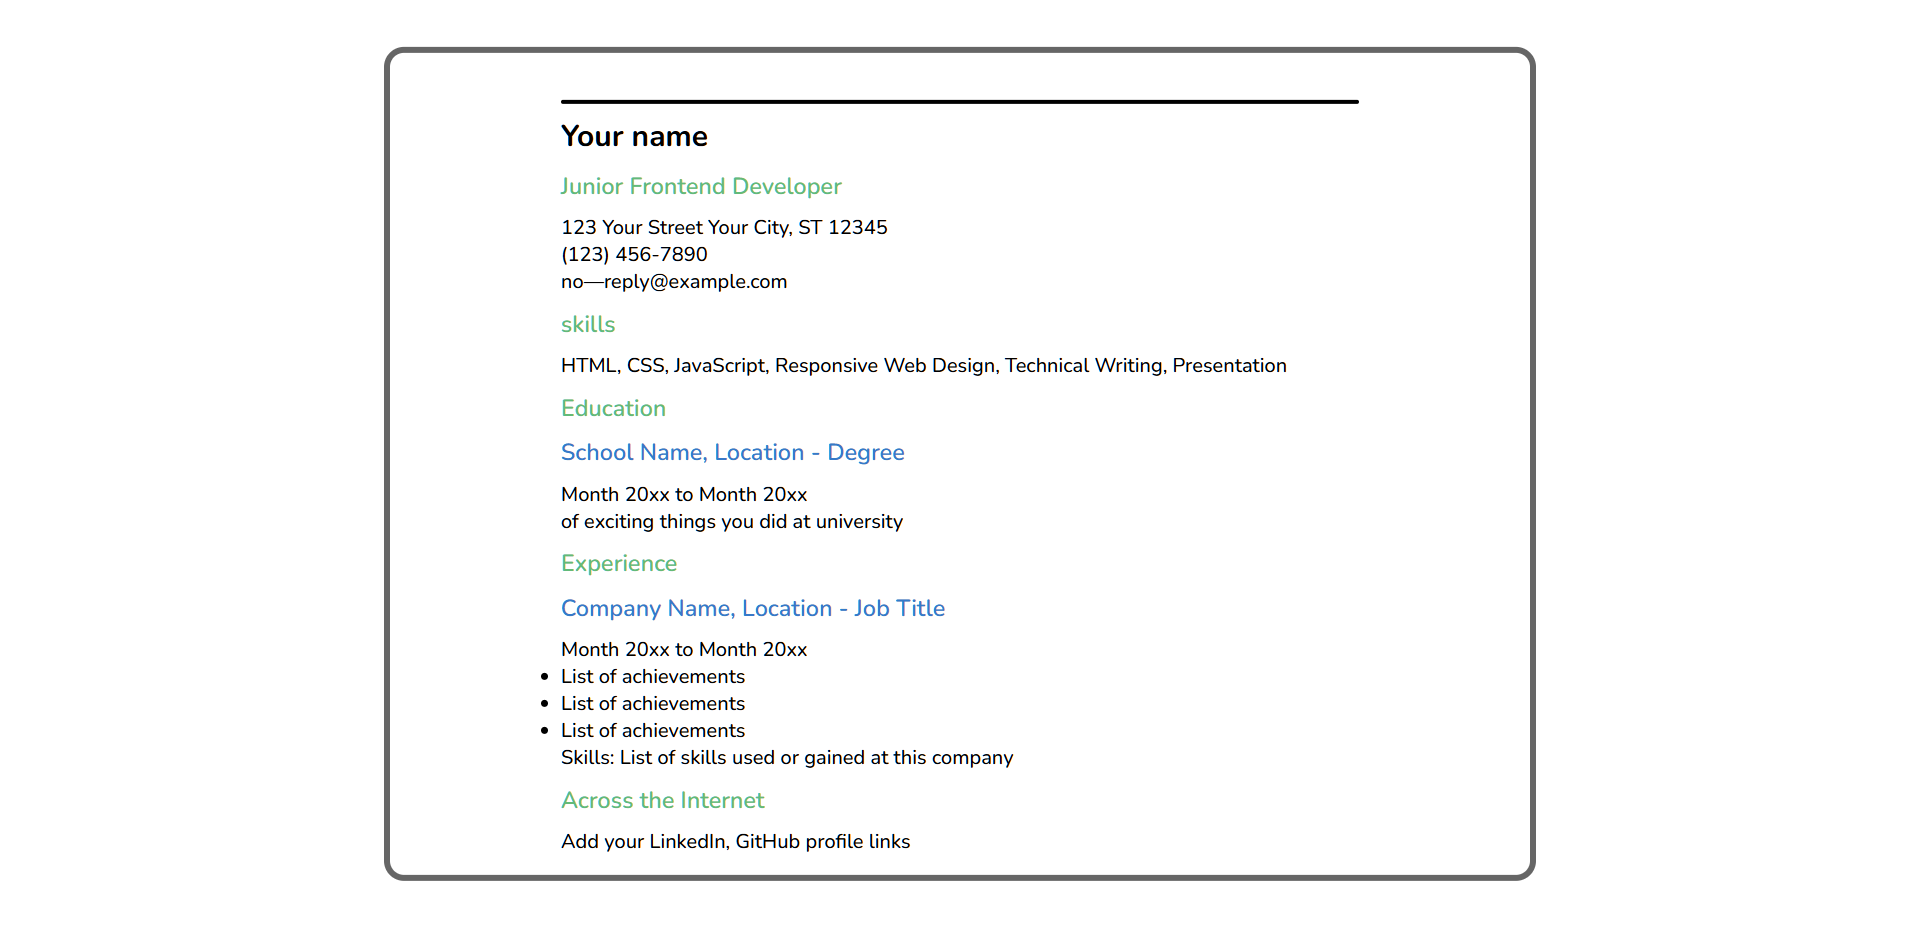 Your name
Junior Frontend Developer
123 Your Street Your City, ST 12345
(123) 456-7890
no—reply@example.com
skills
HTML, CSS, JavaScript, Responsive Web Design, Technical Writing, Presentation
Education
School Name, Location - Degree
Month 20xx to Month 20xx
of exciting things you did at university
Experience
Company Name, Location - Job Title
Month 20xx to Month 20xx
• List of achievements
• List of achievements
• List of achievements
Skills: List of skills used or gained at this company
Across the Internet
Add your LinkedIn, GitHub profile links